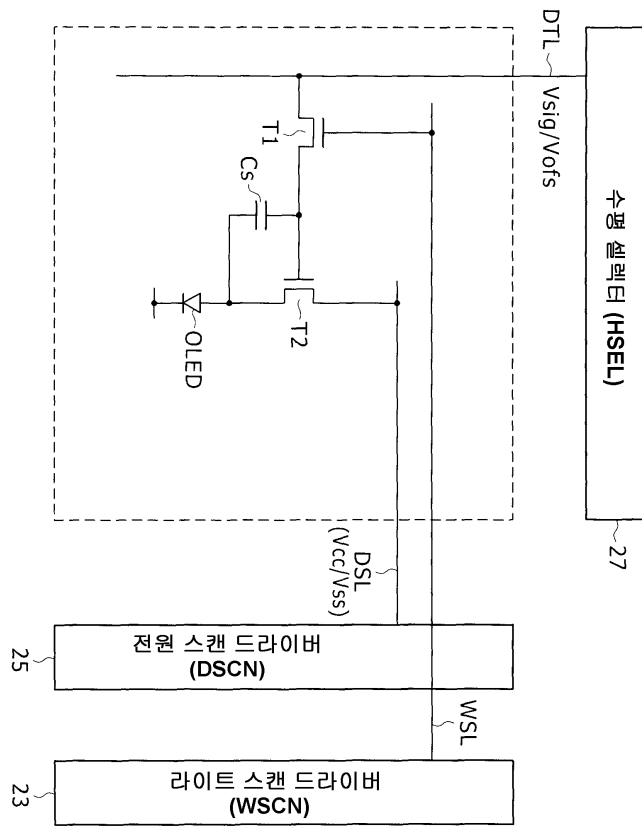 DTL
Vsig/Vofs
수평 셀렉터 (HSEL)
27
T1
Cs
T2
OLED
DSL
(Vcc/Vss)
전원 스캔 드라이버
(DSCN)
25
WSL
라이트 스캔 드라이버
(WSCN)
23